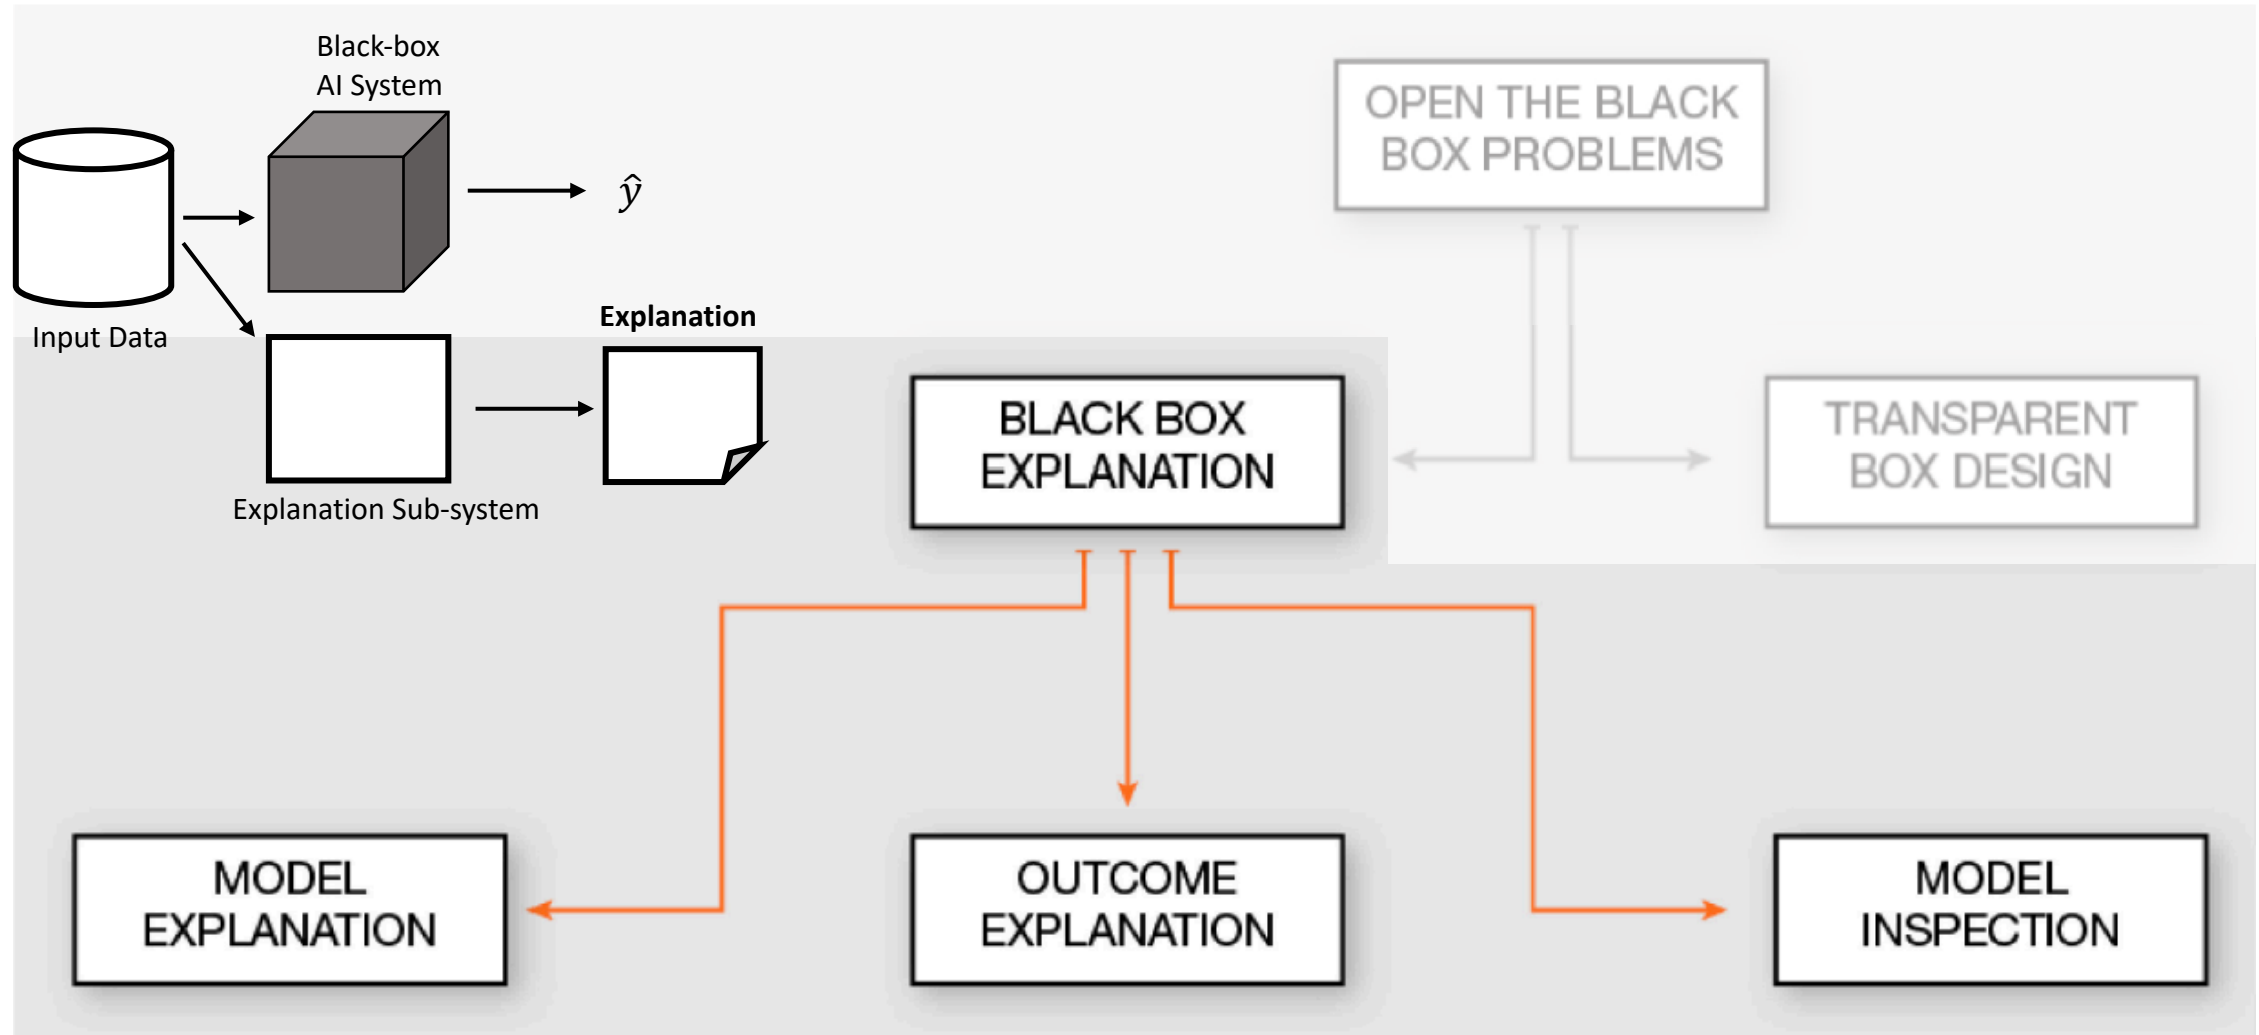 Black-box
AI System
ŷ
Input Data
Explanation
Explanation Sub-system
OPEN THE BLACK
BOX PROBLEMS
BLACK BOX
EXPLANATION
TRANSPARENT
BOX DESIGN
MODEL
EXPLANATION
OUTCOME
EXPLANATION
MODEL
INSPECTION